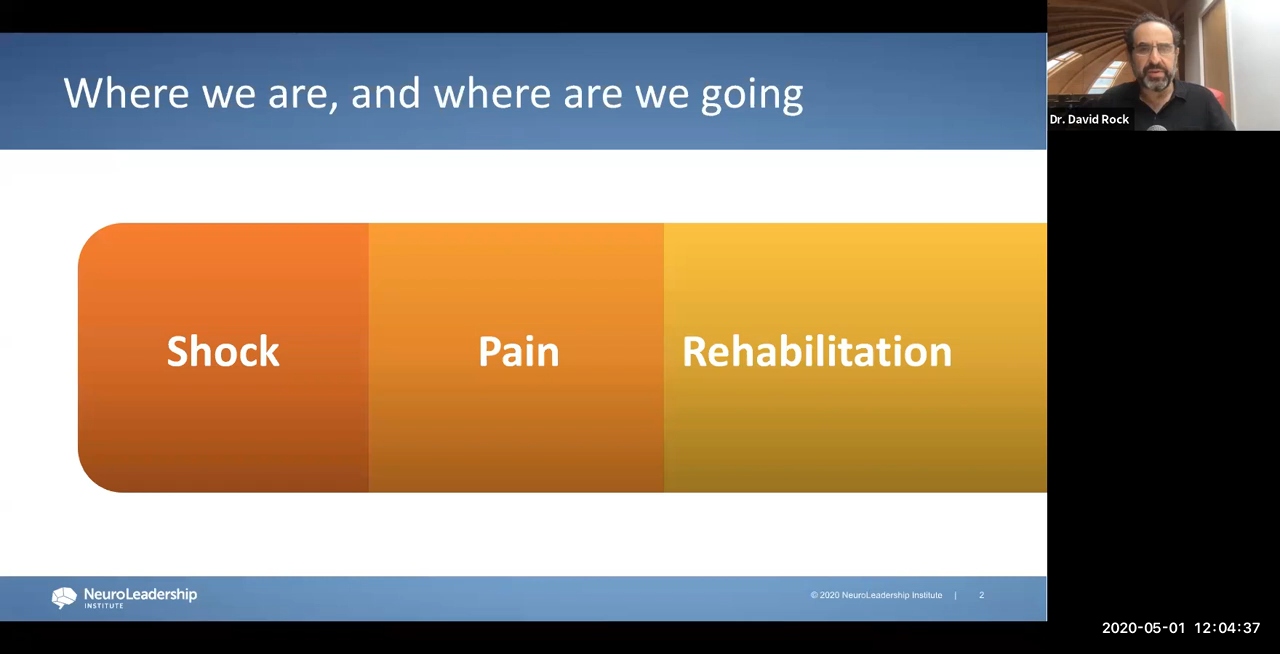 Where we are, and where are we going
Dr. David Rock
Shock
Pain
Rehabilitation
NeuroLeadership
INSTITUTE
© 2020 NeuroLeadership Institute | 2
2020-05-01 12:04:37